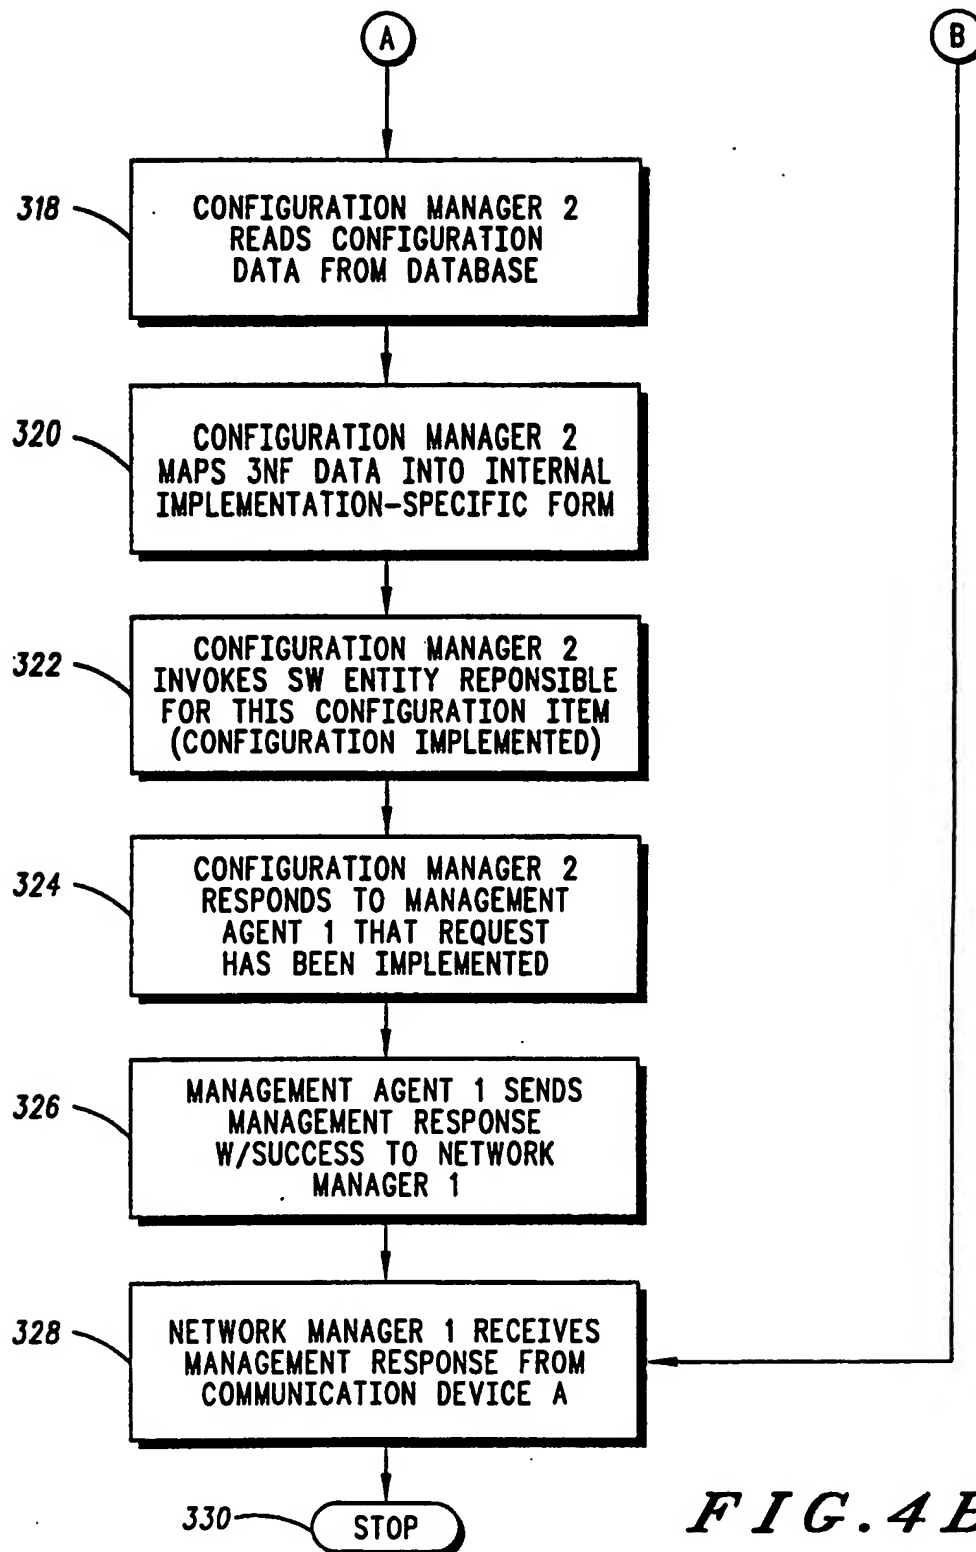 A
B
318
CONFIGURATION MANAGER 2
READS CONFIGURATION
DATA FROM DATABASE
320
CONFIGURATION MANAGER 2
MAPS 3NF DATA INTO INTERNAL
IMPLEMENTATION-SPECIFIC FORM
322
CONFIGURATION MANAGER 2
INVOKES SW ENTITY REPONSIBLE
FOR THIS CONFIGURATION ITEM
(CONFIGURATION IMPLEMENTED)
324
CONFIGURATION MANAGER 2
RESPONDS TO MANAGEMENT
AGENT 1 THAT REQUEST
HAS BEEN IMPLEMENTED
326
MANAGEMENT AGENT 1 SENDS
MANAGEMENT RESPONSE
W/SUCCESS TO NETWORK
MANAGER 1
328
NETWORK MANAGER 1 RECEIVES
MANAGEMENT RESPONSE FROM
COMMUNICATION DEVICE A
330
STOP
FIG.4B